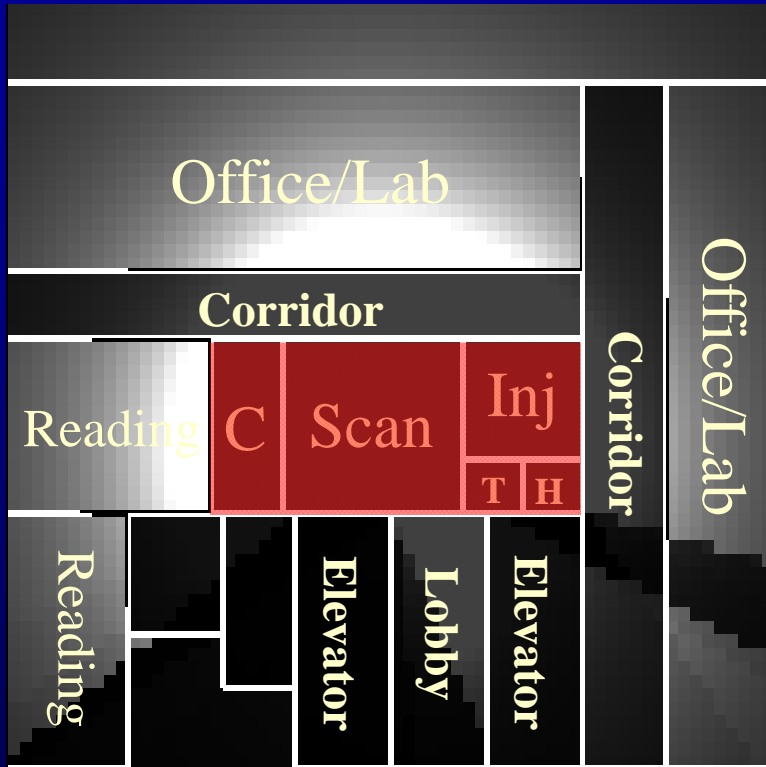 Office/Lab
Corridor
Office/Lab
Corridor
Reading
C
Scan
Inj
T
H
Reading
Elevator
Lobby
Elevator